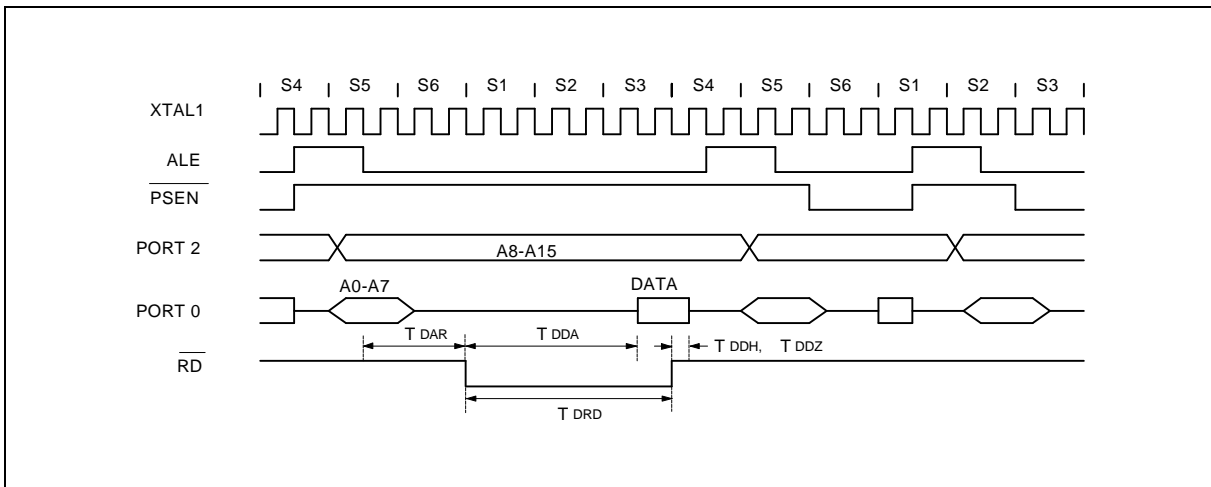 S4 S5 S6 S1 S2 S3 S4 S5 S6 S1 S2 S3
XTAL1
ALE
PSEN
PORT 2
A8-A15
A0-A7 DATA
PORT 0
T DAR T DDA T DDH, T DDZ
RD
T DRD